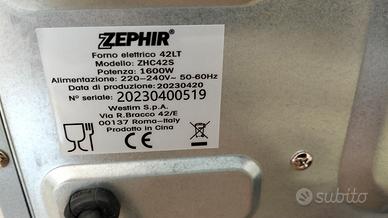 ZEPHIR®
Forno elettrico 42LT
Modello: ZHC42S
Potenza: 1600W
Alimentazione: 220-240V~ 50-60Hz
Data di produzione: 20230420
N° seriale: 20230400519
Westim S.p.A.
Via R.Bracco 42/E
00137 Roma-Italy
Prodotto in Cina
CE
subito